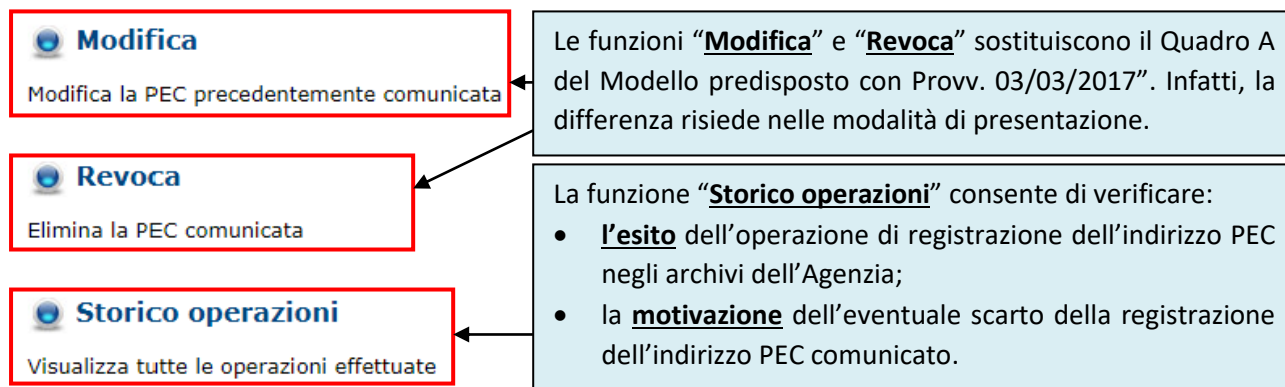 Modifica
Modifica la PEC precedentemente comunicata
Revoca
Elimina la PEC comunicata
Storico operazioni
Visualizza tutte le operazioni effettuate
Le funzioni “Modifica” e “Revoca” sostituiscono il Quadro A
del Modello predisposto con Provv. 03/03/2017”. Infatti, la
differenza risiede nelle modalità di presentazione.
La funzione “Storico operazioni” consente di verificare:
• l’esito dell’operazione di registrazione dell’indirizzo PEC
negli archivi dell’Agenzia;
• la motivazione dell’eventuale scarto della registrazione
dell’indirizzo PEC comunicato.